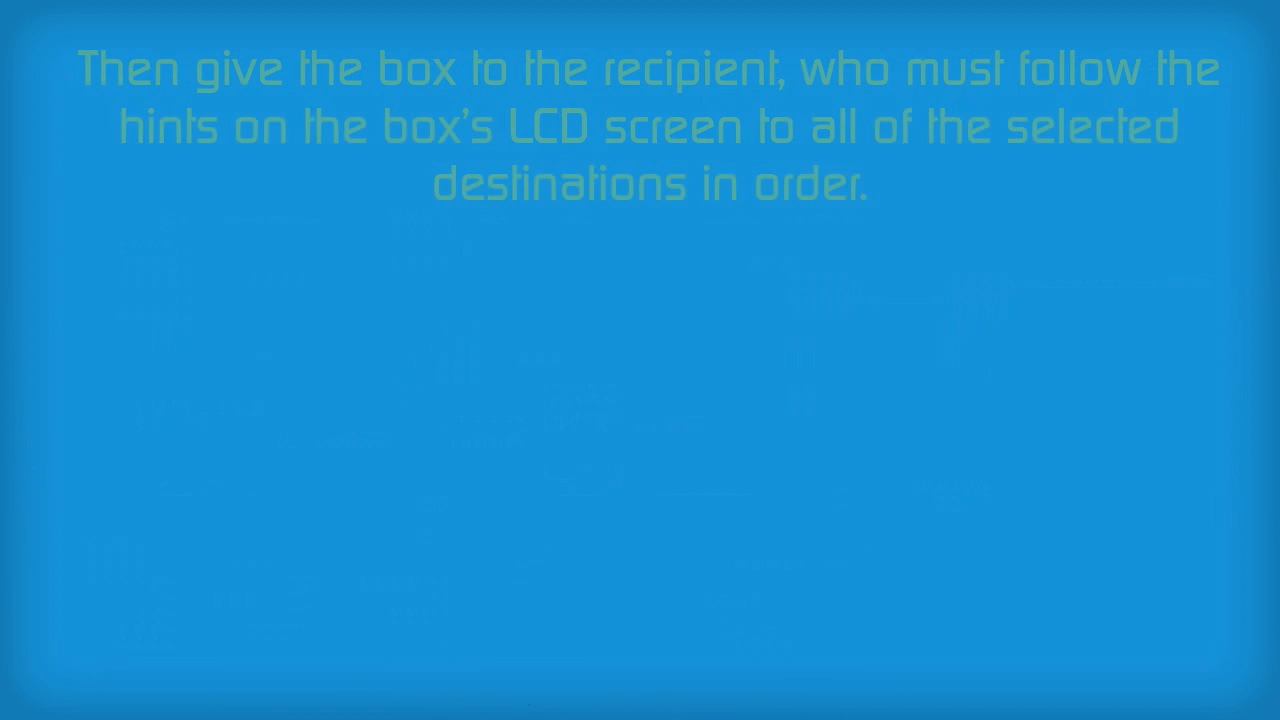 Then give the box to the recipient, who must follow the
hints on the box's LCD screen to all of the selected
destinations in order.